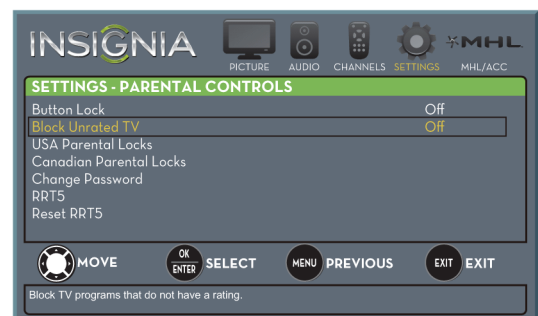 INSIGNIA
PICTURE AUDIO CHANNELS SETTINGS MHL/ACC
MHL
SETTINGS - PARENTAL CONTROLS
Button Lock Off
Block Unrated TV Off
USA Parental Locks
Canadian Parental Locks
Change Password
RRT5
Reset RRT5
MOVE OK ENTER SELECT MENU PREVIOUS EXIT EXIT
Block TV programs that do not have a rating.